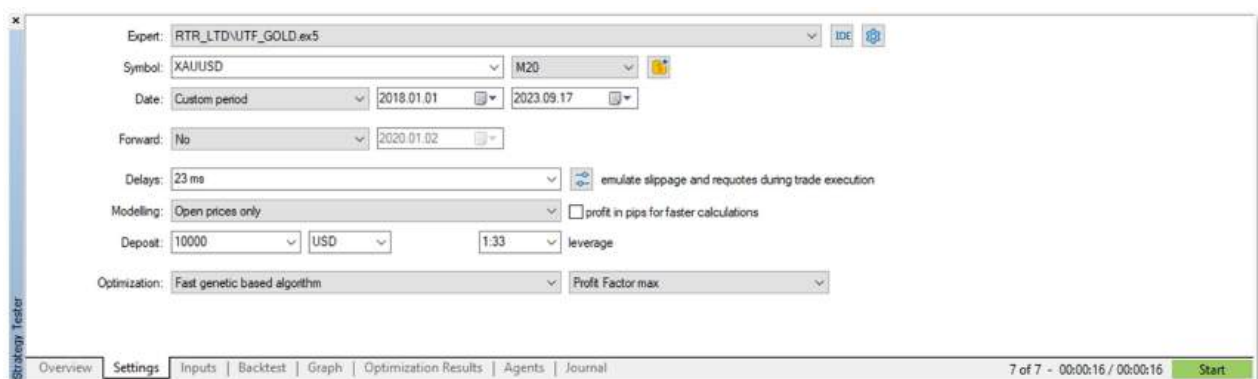 Expert: RTR_LTD\UTF_GOLD.ex5 IDE
Symbol: XAUUSD M20
Date: Custom period 2018.01.01 2023.09.17
Forward: No 2020.01.02
Delays: 23 ms emulate slippage and requotes during trade execution
Modelling: Open prices only profit in pips for faster calculations
Deposit: 10000 USD 1:33 leverage
Optimization: Fast genetic based algorithm Profit Factor max
Strategy Tester
Overview Settings Inputs | Backtest | Graph | Optimization Results | Agents | Journal 7 of 7 - 00:00:16 / 00:00:16 Start